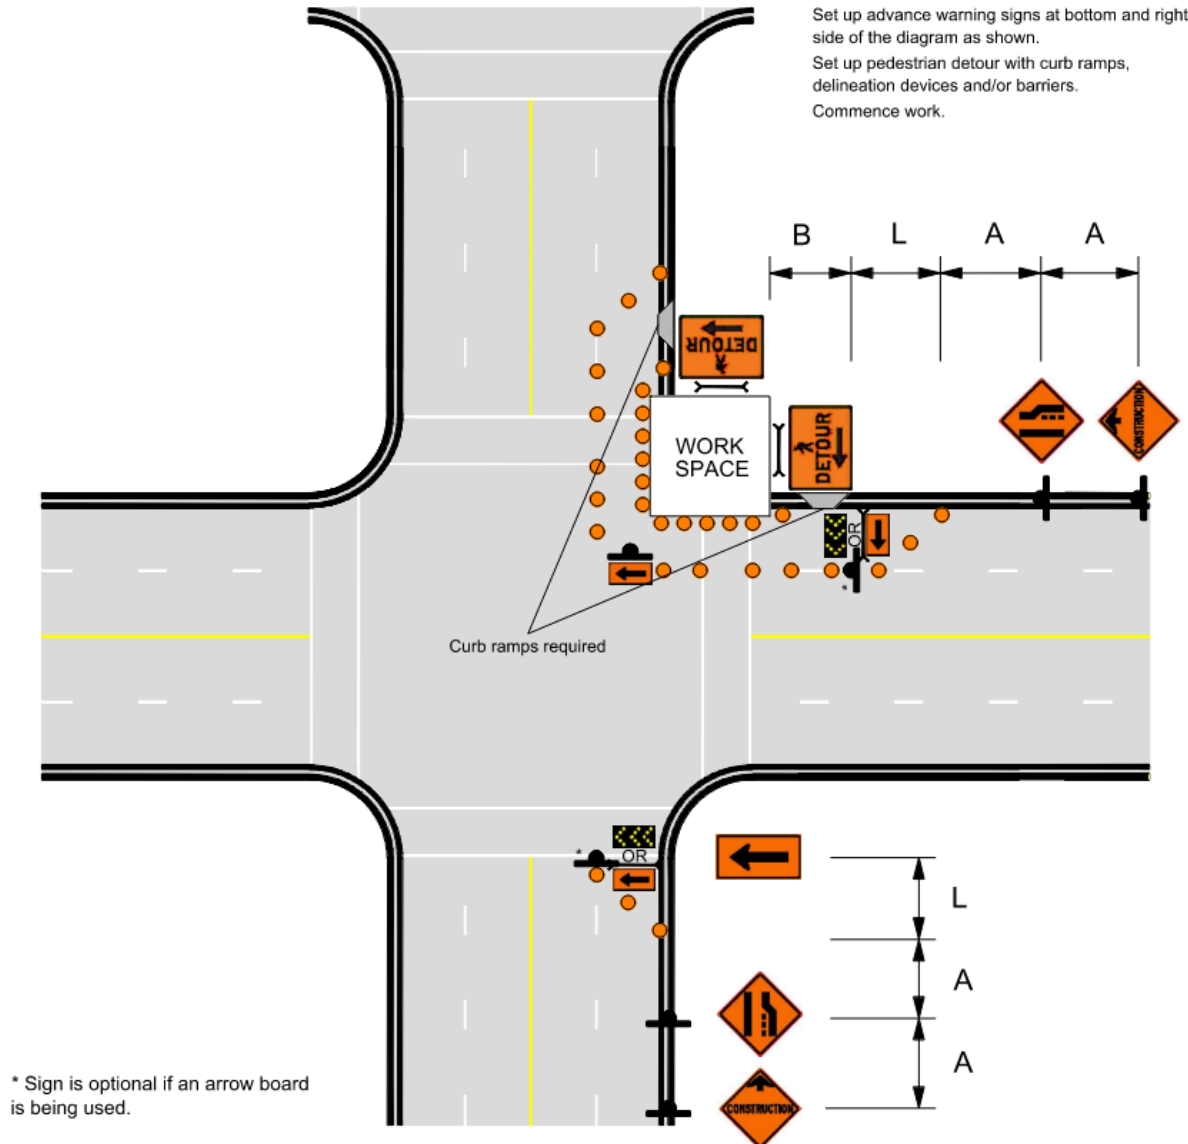 Set up advance warning signs at bottom and right
side of the diagram as shown.
Set up pedestrian detour with curb ramps,
delineation devices and/or barriers.
Commence work.
B
L
A
A
DETOUR
DETOUR
CONSTRUCTION
WORK
SPACE
OR
*
Curb ramps required
*
OR
L
A
A
CONSTRUCTION
* Sign is optional if an arrow board
is being used.